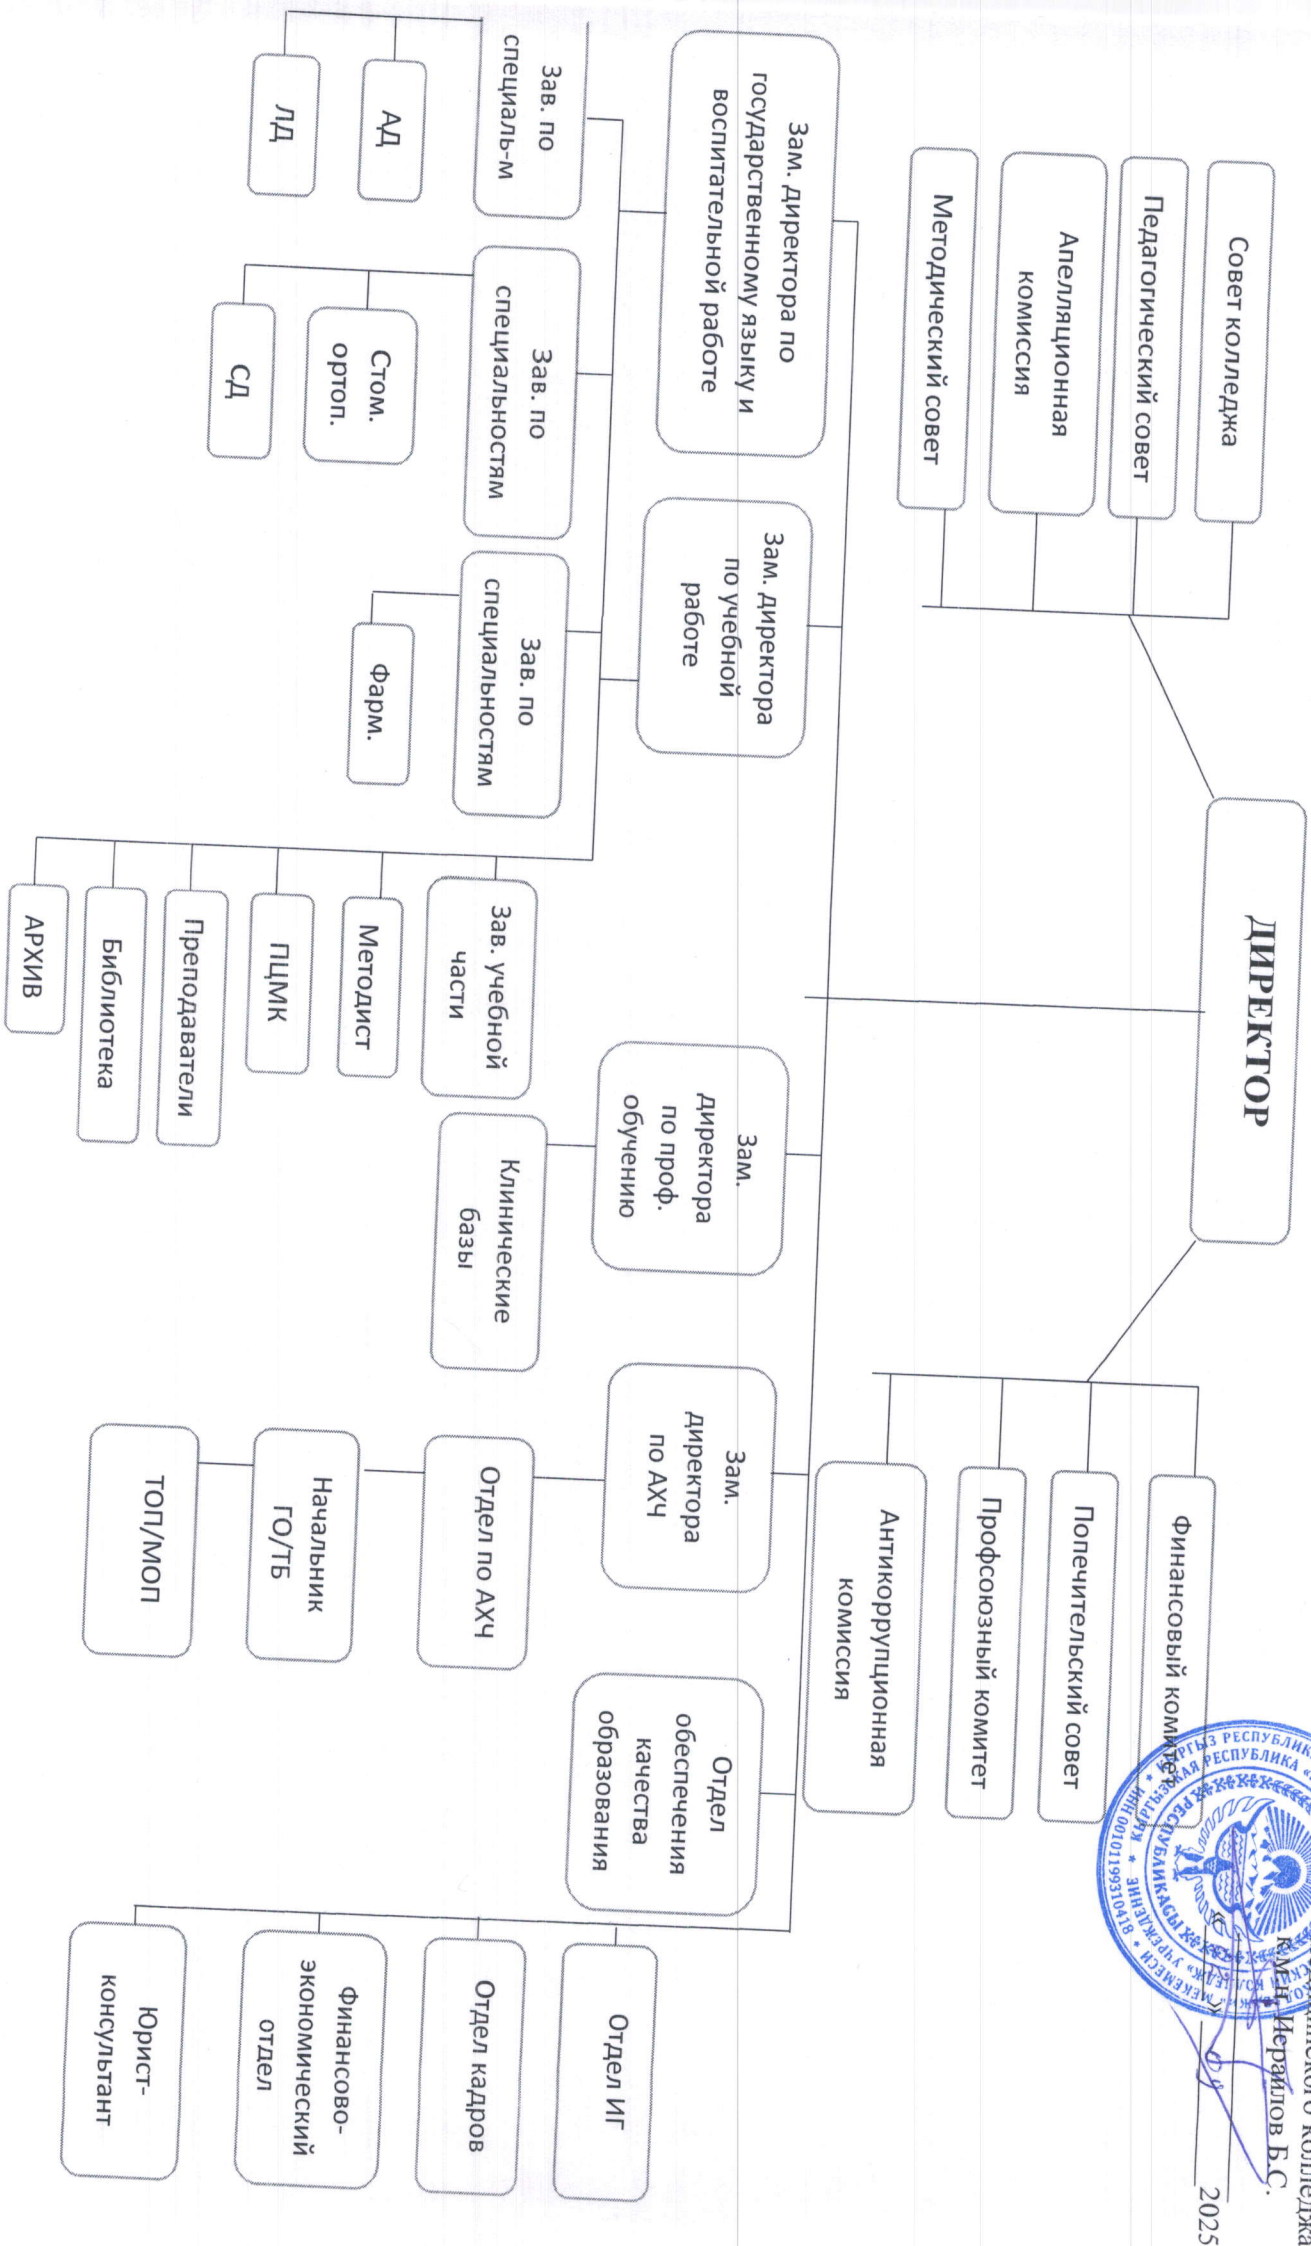 колледжа
к.м.н. Исраилов Б.С.
« » 2025
ДИРЕКТОР
Совет колледжа
Педагогический совет
Апелляционная
комиссия
Методический совет
Финансовый комитет
Попечительский совет
Профсоюзный комитет
Антикоррупционная
комиссия
Зам. директора по
государственному языку и
воспитательной работе
Зам. директора
по учебной
работе
Зам.
директора
по проф.
обучению
Зам.
директора
по АХЧ
Отдел
обеспечения
качества
образования
Зав. по
специаль-м
АД
ЛД
Зав. по
специальностям
Стом.
ортоп.
СД
Зав. по
специальностям
Фарм.
Зав. учебной
части
Методист
ПЦМК
Преподаватели
Библиотека
АРХИВ
Клинические
базы
Отдел по АХЧ
Начальник
ГО/ТБ
ТОП/МОП
Отдел ИГ
Отдел кадров
Финансово-
экономический
отдел
Юрист-
консультант